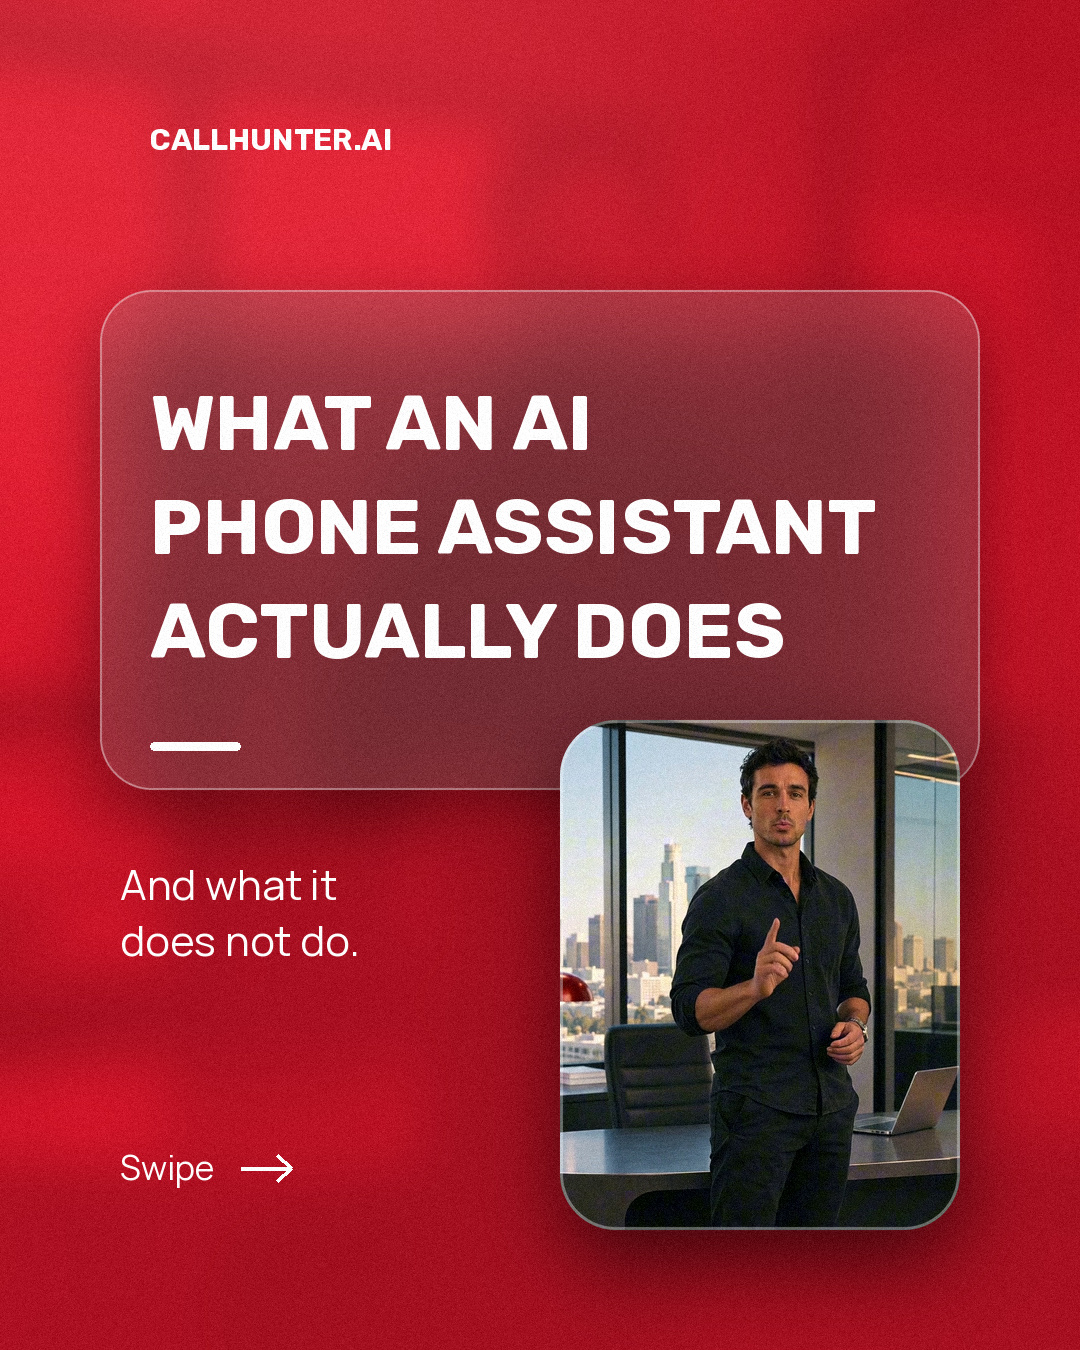 CALLHUNTER.AI
WHAT AN AI
PHONE ASSISTANT
ACTUALLY DOES
And what it
does not do.
Swipe